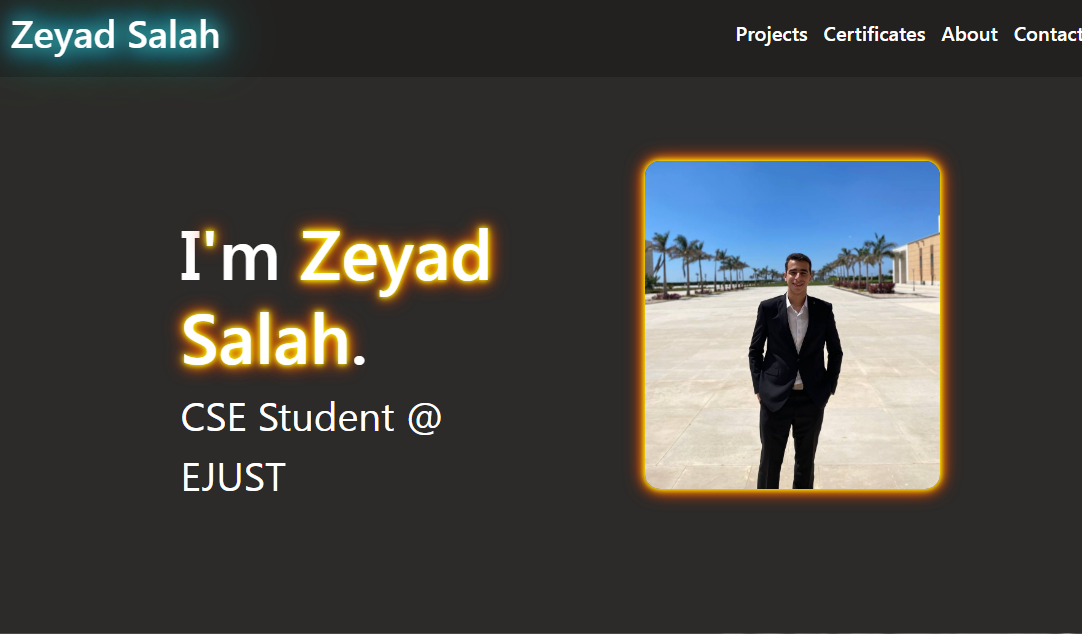 Zeyad Salah
Projects Certificates About Contact
I'm Zeyad
Salah.
CSE Student @
EJUST